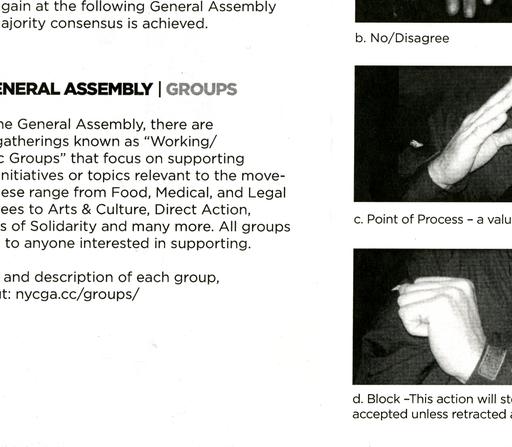 gain at the following General Assembly
ajority consensus is achieved.
ENERAL ASSEMBLY | GROUPS
he General Assembly, there are
gatherings known as “Working/
c Groups” that focus on supporting
nitiatives or topics relevant to the move-
ese range from Food, Medical, and Legal
ees to Arts & Culture, Direct Action,
s of Solidarity and many more. All groups
to anyone interested in supporting.
and description of each group,
ut: nycga.cc/groups/
b. No/Disagree
c. Point of Process – a valu
d. Block –This action will sto
accepted unless retracted a